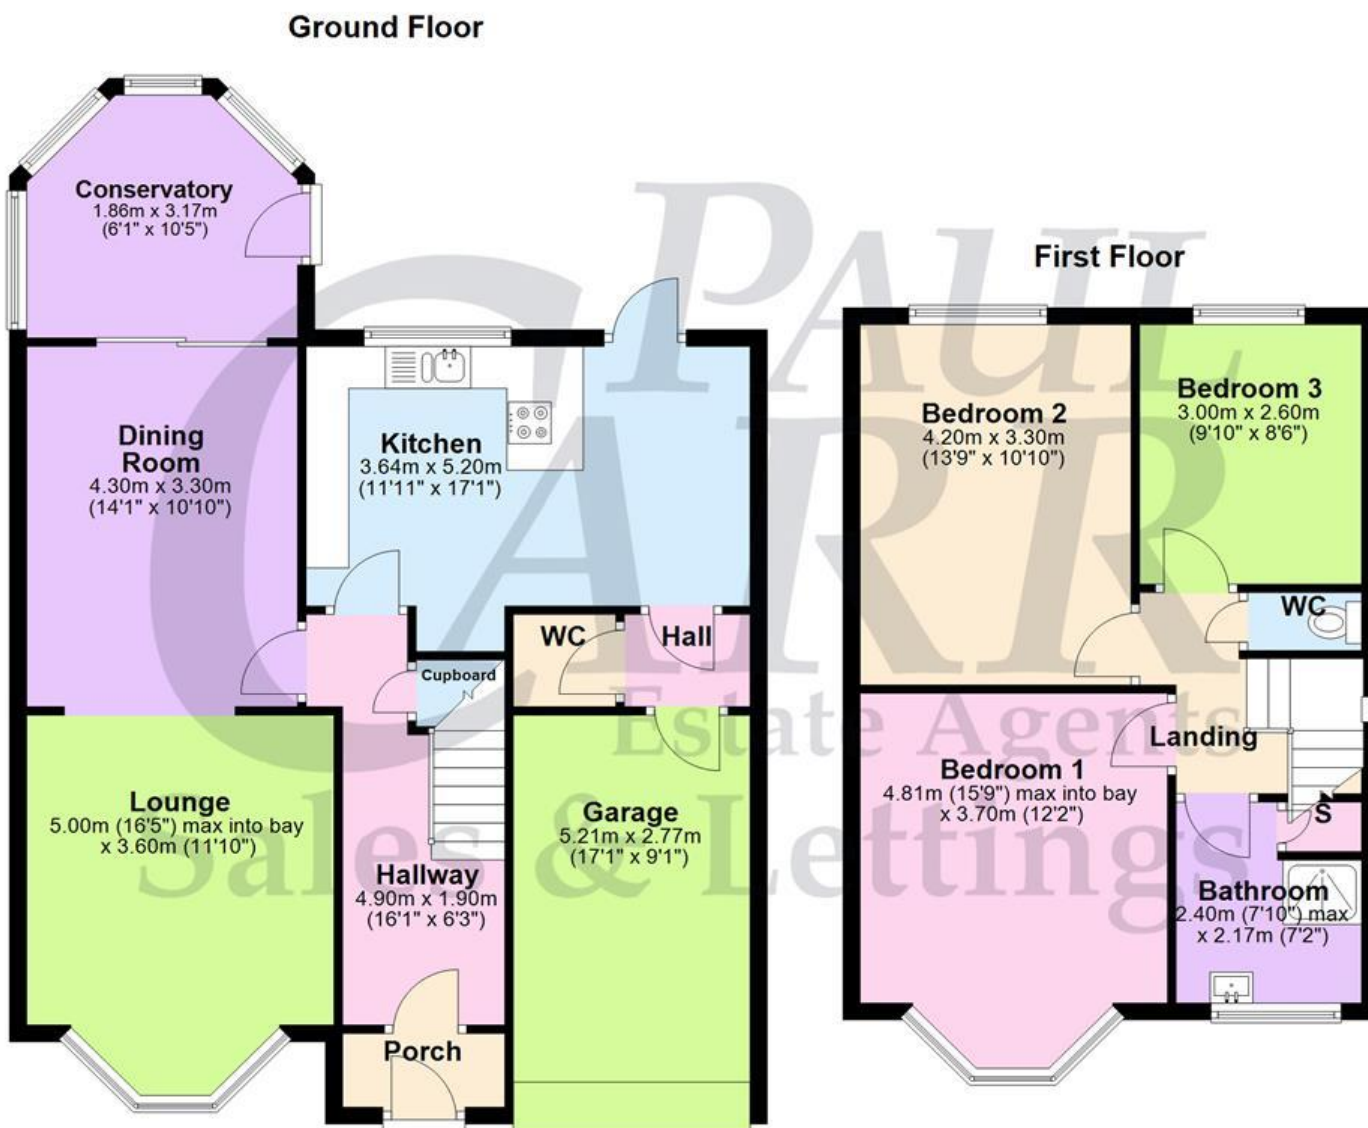 Ground Floor
Conservatory
1.86m x 3.17m
(6'1" x 10'5")
Dining
Room
4.30m x 3.30m
(14'1" x 10'10")
Kitchen
3.64m x 5.20m
(11'11" x 17'1")
WC
Hall
Cupboard
Lounge
5.00m (16'5") max into bay
x 3.60m (11'10")
Hallway
4.90m x 1.90m
(16'1" x 6'3")
Garage
5.21m x 2.77m
(17'1" x 9'1")
Porch
First Floor
Bedroom 2
4.20m x 3.30m
(13'9" x 10'10")
Bedroom 3
3.00m x 2.60m
(9'10" x 8'6")
WC
Landing
Bedroom 1
4.81m (15'9") max into bay
x 3.70m (12'2")
S
Bathroom
2.40m (7'10") max
x 2.17m (7'2")
PAUL
CARR
Estate Agents
Sales & Lettings